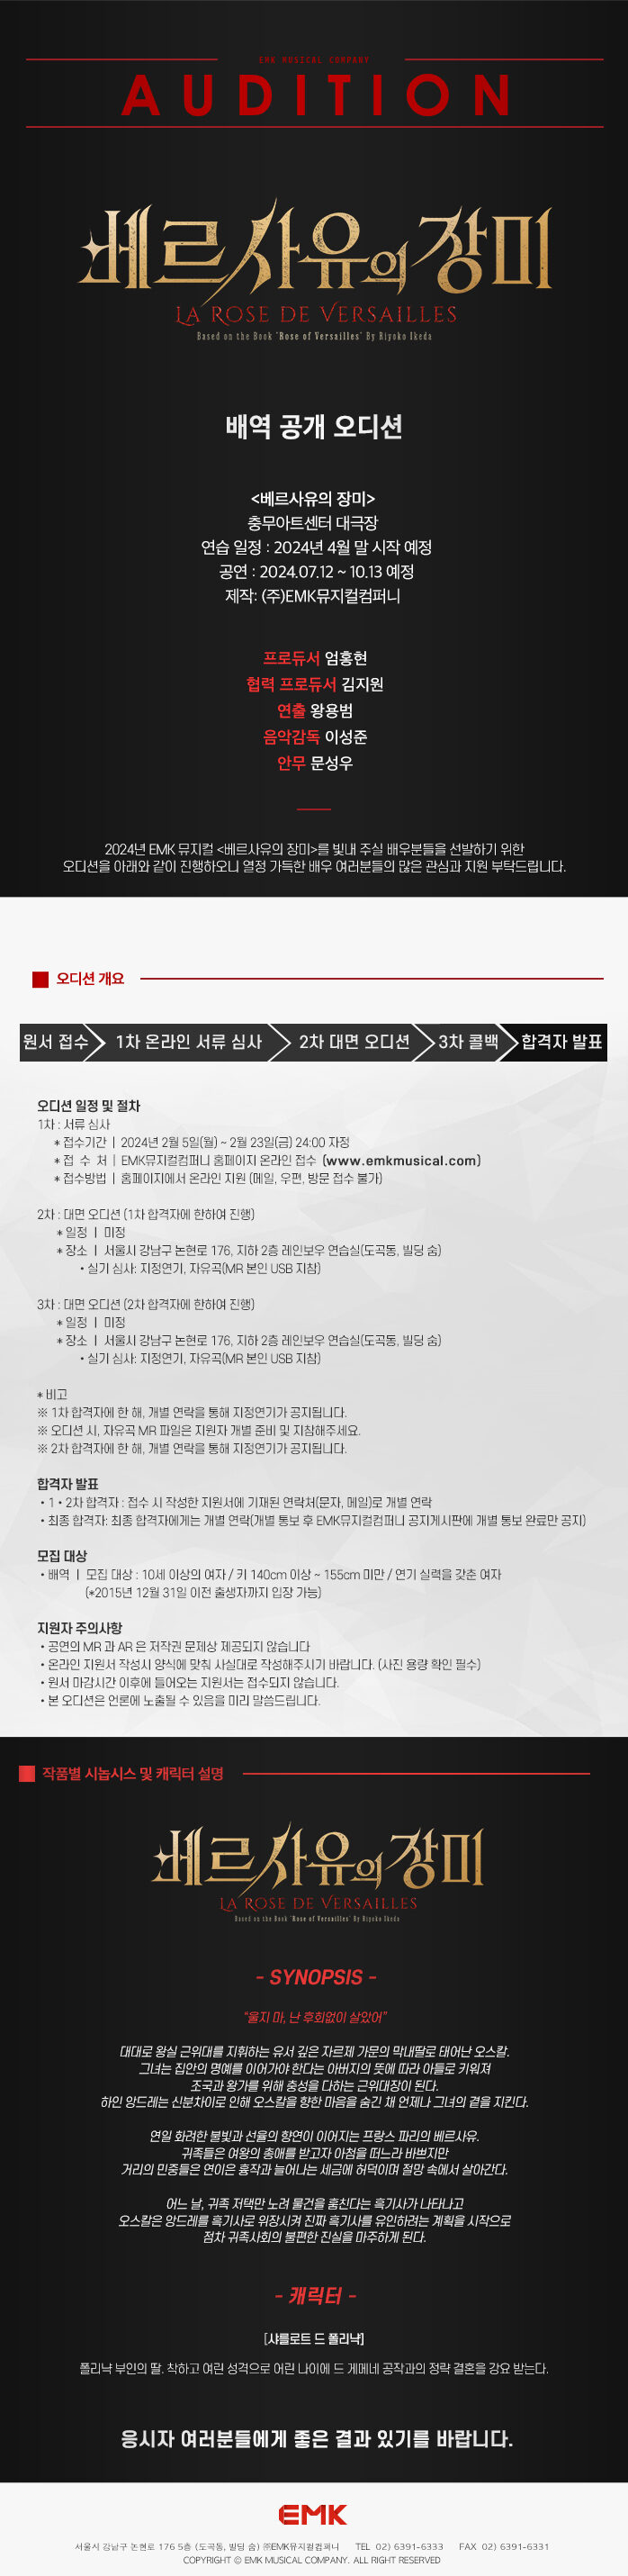 EMK MUSICAL COMPANY
AUDITION
베르사유의 장미
LA ROSE DE VERSAILLES
Based on the Book "Rose of Versailles" By Riyoko Ikeda
배역 공개 오디션
<베르사유의 장미>
충무아트센터 대극장
연습 일정 : 2024년 4월 말 시작 예정
공연 : 2024.07.12 ~ 10.13 예정
제작: (주)EMK뮤지컬컴퍼니
프로듀서 엄홍현
협력 프로듀서 김지원
연출 왕용범
음악감독 이성준
안무 문성우
2024년 EMK 뮤지컬 <베르사유의 장미>를 빛내 주실 배우분들을 선발하기 위한
오디션을 아래와 같이 진행하오니 열정 가득한 배우 여러분들의 많은 관심과 지원 부탁드립니다.
오디션 개요
원서 접수 1차 온라인 서류 심사 2차 대면 오디션 3차 콜백 합격자 발표
오디션 일정 및 절차
1차 : 서류 심사
* 접수기간 ㅣ 2024년 2월 5일(월) ~ 2월 23일(금) 24:00 자정
* 접 수 처 ㅣ EMK뮤지컬컴퍼니 홈페이지 온라인 접수 (www.emkmusical.com)
* 접수방법 ㅣ 홈페이지에서 온라인 지원 (메일, 우편, 방문 접수 불가)
2차 : 대면 오디션 (1차 합격자에 한하여 진행)
* 일정 ㅣ 미정
* 장소 ㅣ 서울시 강남구 논현로 176, 지하 2층 레인보우 연습실(도곡동, 빌딩 숨)
• 실기 심사: 지정연기, 자유곡(MR 본인 USB 지참)
3차 : 대면 오디션 (2차 합격자에 한하여 진행)
* 일정 ㅣ 미정
* 장소 ㅣ 서울시 강남구 논현로 176, 지하 2층 레인보우 연습실(도곡동, 빌딩 숨)
• 실기 심사: 지정연기, 자유곡(MR 본인 USB 지참)
* 비고
※ 1차 합격자에 한 해, 개별 연락을 통해 지정연기가 공지됩니다.
※ 오디션 시, 자유곡 MR 파일은 지원자 개별 준비 및 지참해주세요.
※ 2차 합격자에 한 해, 개별 연락을 통해 지정연기가 공지됩니다.
합격자 발표
• 1 • 2차 합격자 : 접수 시 작성한 지원서에 기재된 연락처(문자, 메일)로 개별 연락
• 최종 합격자: 최종 합격자에게는 개별 연락(개별 통보 후 EMK뮤지컬컴퍼니 공지게시판에 개별 통보 완료만 공지)
모집 대상
• 배역 ㅣ 모집 대상 : 10세 이상의 여자 / 키 140cm 이상 ~ 155cm 미만 / 연기 실력을 갖춘 여자
(*2015년 12월 31일 이전 출생자까지 입장 가능)
지원자 주의사항
• 공연의 MR 과 AR 은 저작권 문제상 제공되지 않습니다
• 온라인 지원서 작성시 양식에 맞춰 사실대로 작성해주시기 바랍니다. (사진 용량 확인 필수)
• 원서 마감시간 이후에 들어오는 지원서는 접수되지 않습니다.
• 본 오디션은 언론에 노출될 수 있음을 미리 말씀드립니다.
작품별 시놉시스 및 캐릭터 설명
베르사유의 장미
LA ROSE DE VERSAILLES
Based on the Book "Rose of Versailles" By Riyoko Ikeda
- SYNOPSIS -
"울지 마, 난 후회없이 살았어"
대대로 왕실 근위대를 지휘하는 유서 깊은 자르제 가문의 막내딸로 태어난 오스칼.
그녀는 집안의 명예를 이어가야 한다는 아버지의 뜻에 따라 아들로 키워져
조국과 왕가를 위해 충성을 다하는 근위대장이 된다.
하인 앙드레는 신분차이로 인해 오스칼을 향한 마음을 숨긴 채 언제나 그녀의 곁을 지킨다.
연일 화려한 불빛과 선율의 향연이 이어지는 프랑스 파리의 베르사유.
귀족들은 여왕의 총애를 받고자 아첨을 떠느라 바쁘지만
거리의 민중들은 연이은 흉작과 늘어나는 세금에 허덕이며 절망 속에서 살아간다.
어느 날, 귀족 저택만 노려 물건을 훔친다는 흑기사가 나타나고
오스칼은 앙드레를 흑기사로 위장시켜 진짜 흑기사를 유인하려는 계획을 시작으로
점차 귀족사회의 불편한 진실을 마주하게 된다.
- 캐릭터 -
[샤를로트 드 폴리냑]
폴리냑 부인의 딸. 착하고 여린 성격으로 어린 나이에 드 게메네 공작과의 정략 결혼을 강요 받는다.
응시자 여러분들에게 좋은 결과 있기를 바랍니다.
EMK
서울시 강남구 논현로 176 5층 (도곡동, 빌딩 숨) ㈜EMK뮤지컬컴퍼니 TEL 02) 6391-6333 FAX 02) 6391-6331
COPYRIGHT © EMK MUSICAL COMPANY. ALL RIGHT RESERVED